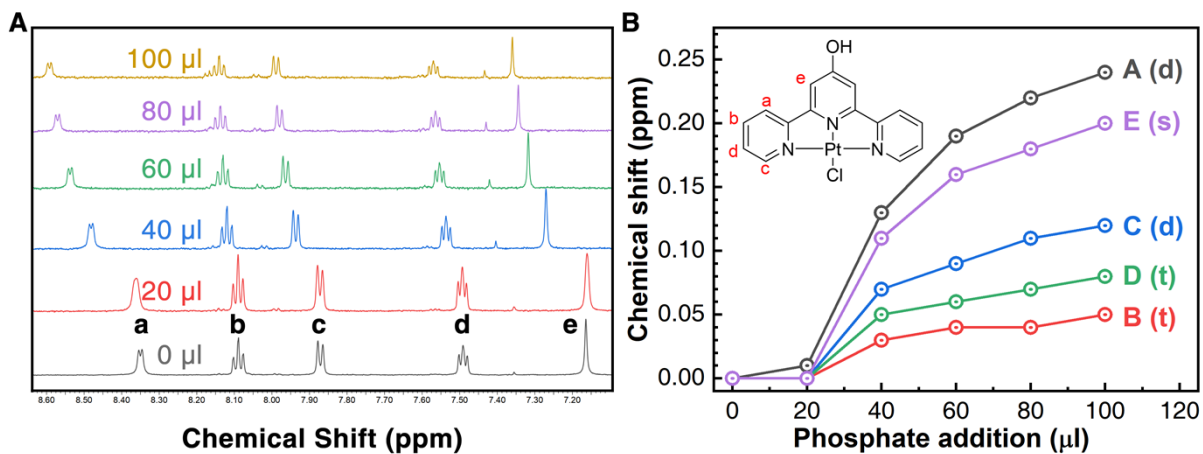 A
100 µl
80 µl
60 µl
40 µl
20 µl
a b c d e
0 µl
8.60 8.50 8.40 8.30 8.20 8.10 8.00 7.90 7.80 7.70 7.60 7.50 7.40 7.30 7.20
Chemical Shift (ppm)
B
Chemical shift (ppm)
0.25
0.20
0.15
0.10
0.05
0.00
OH
e
a
b
d
c
N N N
Pt
Cl
A (d)
E (s)
C (d)
D (t)
B (t)
0 20 40 60 80 100 120
Phosphate addition (µl)